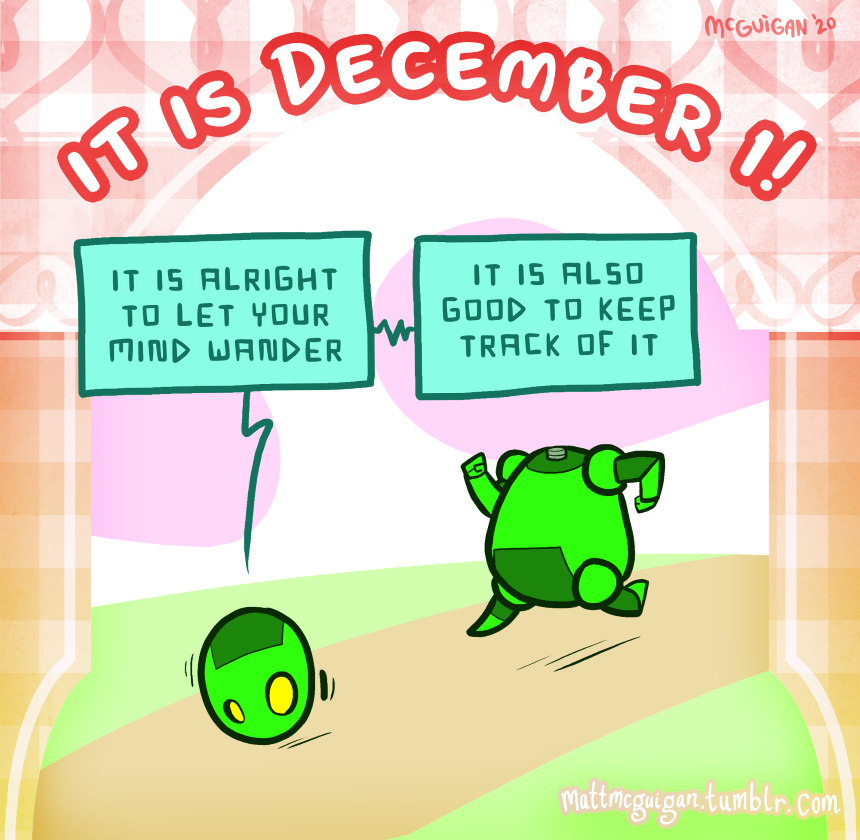 McGUiGAN '20
IT IS DECEMBER 1!
IT IS ALRIGHT
TO LET YOUR
MIND WANDER
IT IS ALSO
GOOD TO KEEP
TRACK OF IT
mattmcguigan.tumblr.com